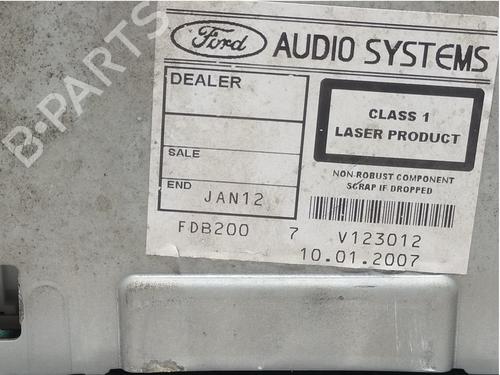 Ford AUDIO SYSTEMS
DEALER
SALE
END JAN12
CLASS 1
LASER PRODUCT
NON-ROBUST COMPONENT
SCRAP IF DROPPED
FDB200 7 V123012
10.01.2007
B-PARTS